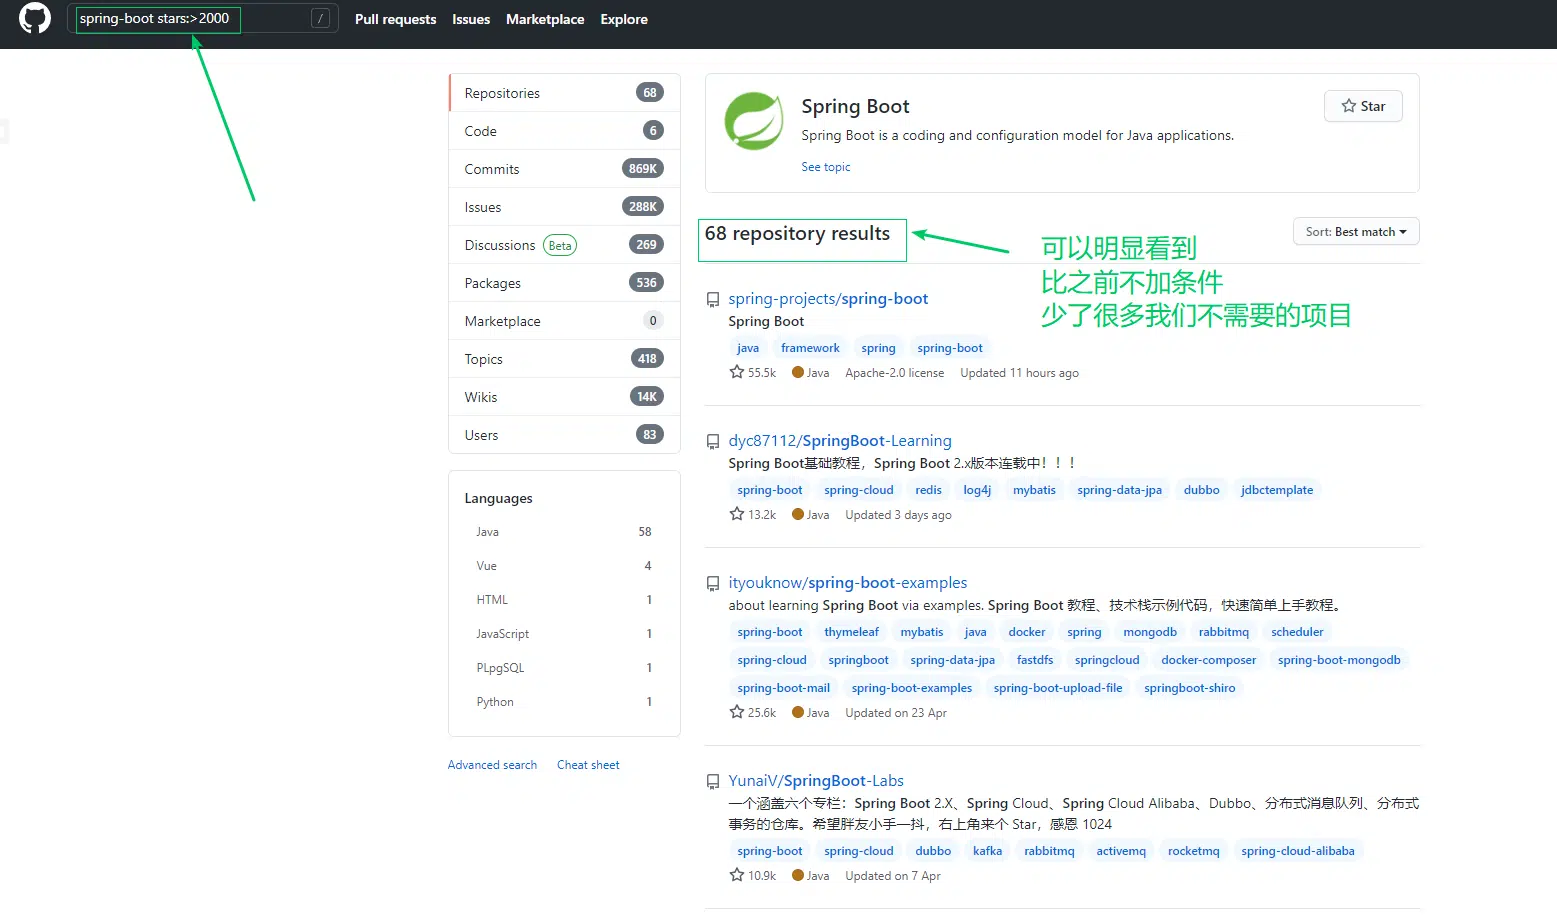 spring-boot stars:>2000
/
Pull requests Issues Marketplace Explore
Repositories 68
Code 6
Commits 869K
Issues 288K
Discussions Beta 269
Packages 536
Marketplace 0
Topics 418
Wikis 14K
Users 83
Languages
Java 58
Vue 4
HTML 1
JavaScript 1
PLpgSQL 1
Python 1
Advanced search Cheat sheet
Spring Boot
Star
Spring Boot is a coding and configuration model for Java applications.
See topic
68 repository results
Sort: Best match
可以明显看到
比之前不加条件
少了很多我们不需要的项目
spring-projects/spring-boot
Spring Boot
java framework spring spring-boot
55.5k Java Apache-2.0 license Updated 11 hours ago
dyc87112/SpringBoot-Learning
Spring Boot基础教程，Spring Boot 2.x版本连载中！！！
spring-boot spring-cloud redis log4j mybatis spring-data-jpa dubbo jdbctemplate
13.2k Java Updated 3 days ago
ityouknow/spring-boot-examples
about learning Spring Boot via examples. Spring Boot 教程、技术栈示例代码，快速简单上手教程。
spring-boot thymeleaf mybatis java docker spring mongodb rabbitmq scheduler
spring-cloud springboot spring-data-jpa fastdfs springcloud docker-composer spring-boot-mongodb
spring-boot-mail spring-boot-examples spring-boot-upload-file springboot-shiro
25.6k Java Updated on 23 Apr
YunaiV/SpringBoot-Labs
一个涵盖六个专栏：Spring Boot 2.X、Spring Cloud、Spring Cloud Alibaba、Dubbo、分布式消息队列、分布式
事务的仓库。希望胖友小手一抖，右上角来个 Star，感恩 1024
spring-boot spring-cloud dubbo kafka rabbitmq activemq rocketmq spring-cloud-alibaba
10.9k Java Updated on 7 Apr